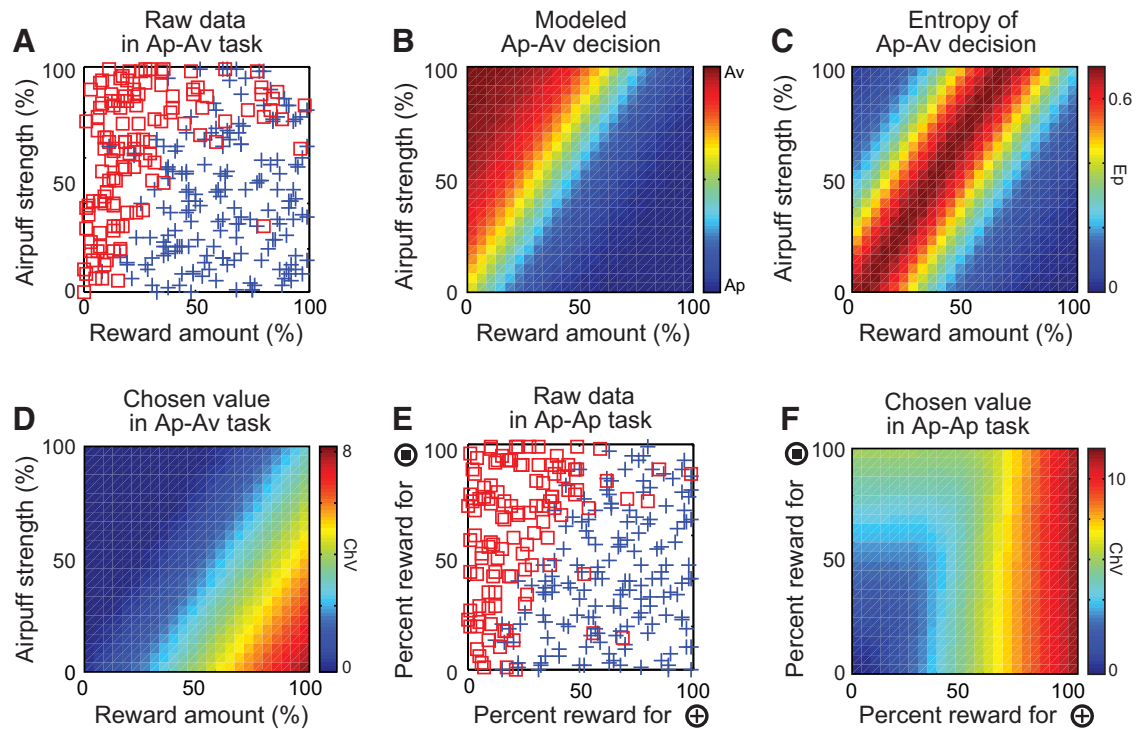 A
Raw data
in Ap-Av task
Airpuff strength (%)
100
50
0
0
50
100
Reward amount (%)
B
Modeled
Ap-Av decision
Airpuff strength (%)
100
50
0
0
50
100
Reward amount (%)
Av
Ap
C
Entropy of
Ap-Av decision
Airpuff strength (%)
100
50
0
0
50
100
Reward amount (%)
0.6
Ep
0
D
Chosen value
in Ap-Av task
Airpuff strength (%)
100
50
0
0
50
100
Reward amount (%)
8
ChV
0
E
Raw data
in Ap-Ap task
Percent reward for
100
50
0
0
50
100
Percent reward for
F
Chosen value
in Ap-Ap task
Percent reward for
100
50
0
0
50
100
Percent reward for
10
ChV
0